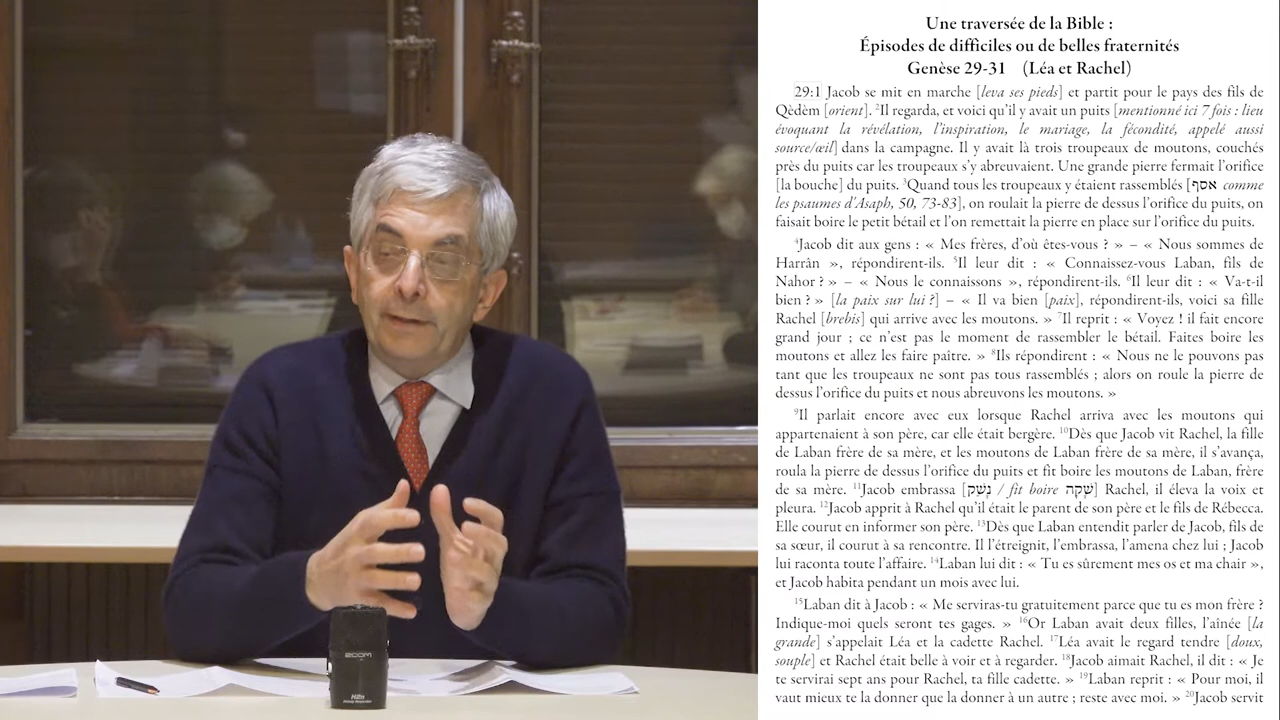 Une traversée de la Bible :
Épisodes de difficiles ou de belles fraternités
Genèse 29-31 (Léa et Rachel)
29:1 Jacob se mit en marche [leva ses pieds] et partit pour le pays des fils de
Qèdèm [orient]. 2Il regarda, et voici qu'il y avait un puits [mentionné ici 7 fois : lieu
évoquant la révélation, l'inspiration, le mariage, la fécondité, appelé aussi
source/œil] dans la campagne. Il y avait là trois troupeaux de moutons, couchés
près du puits car les troupeaux s'y abreuvaient. Une grande pierre fermait l'orifice
[la bouche] du puits. 3Quand tous les troupeaux y étaient rassemblés [אסף comme
les psaumes d'Asaph, 50, 73-83], on roulait la pierre de dessus l'orifice du puits, on
faisait boire le petit bétail et l'on remettait la pierre en place sur l'orifice du puits.
4Jacob dit aux gens : « Mes frères, d'où êtes-vous ? » – « Nous sommes de
Harrân », répondirent-ils. 5Il leur dit : « Connaissez-vous Laban, fils de
Nahor ? » – « Nous le connaissons », répondirent-ils. 6Il leur dit : « Va-t-il
bien ? » [la paix sur lui ?] – « Il va bien [paix], répondirent-ils, voici sa fille
Rachel [brebis] qui arrive avec les moutons. » 7Il reprit : « Voyez ! il fait encore
grand jour ; ce n'est pas le moment de rassembler le bétail. Faites boire les
moutons et allez les faire paître. » 8Ils répondirent : « Nous ne le pouvons pas
tant que les troupeaux ne sont pas tous rassemblés ; alors on roule la pierre de
dessus l'orifice du puits et nous abreuvons les moutons. »
9Il parlait encore avec eux lorsque Rachel arriva avec les moutons qui
appartenaient à son père, car elle était bergère. 10Dès que Jacob vit Rachel, la fille
de Laban frère de sa mère, et les moutons de Laban frère de sa mère, il s'avança,
roula la pierre de dessus l'orifice du puits et fit boire les moutons de Laban, frère
de sa mère. 11Jacob embrassa [נָשַׁק / fit boire שָׁקָה] Rachel, il éleva la voix et
pleura. 12Jacob apprit à Rachel qu'il était le parent de son père et le fils de Rébecca.
Elle courut en informer son père. 13Dès que Laban entendit parler de Jacob, fils de
sa sœur, il courut à sa rencontre. Il l'étreignit, l'embrassa, l'amena chez lui ; Jacob
lui raconta toute l'affaire. 14Laban lui dit : « Tu es sûrement mes os et ma chair »,
et Jacob habita pendant un mois avec lui.
15Laban dit à Jacob : « Me serviras-tu gratuitement parce que tu es mon frère ?
Indique-moi quels seront tes gages. » 16Or Laban avait deux filles, l'aînée [la
grande] s'appelait Léa et la cadette Rachel. 17Léa avait le regard tendre [doux,
souple] et Rachel était belle à voir et à regarder. 18Jacob aimait Rachel, il dit : « Je
te servirai sept ans pour Rachel, ta fille cadette. » 19Laban reprit : « Pour moi, il
vaut mieux te la donner que la donner à un autre ; reste avec moi. » 20Jacob servit
ZOOM
H2n
Handy Recorder